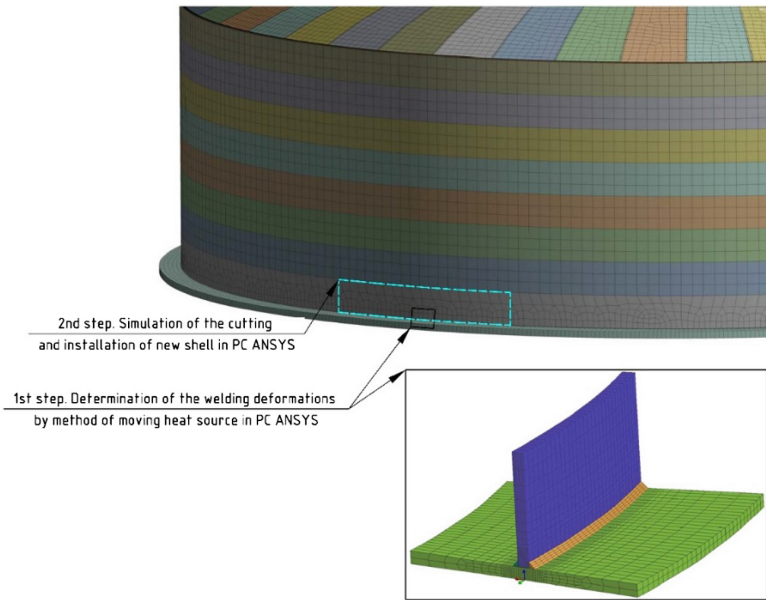 2nd step. Simulation of the cutting
and installation of new shell in PC ANSYS
1st step. Determination of the welding deformations
by method of moving heat source in PC ANSYS